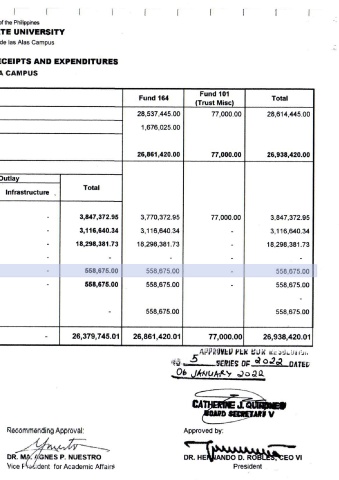 of the Philippines
TE UNIVERSITY
de las Alas Campus
ECEIPTS AND EXPENDITURES
A CAMPUS
Fund 164 Fund 101 (Trust Misc) Total
28,537,445.00 77,000.00 28,614,445.00
1,676,025.00
26,861,420.00 77,000.00 26,938,420.00
Outlay
Infrastructure Total
- 3,847,372.95 3,770,372.95 77,000.00 3,847,372.95
- 3,116,640.34 3,116,640.34 - 3,116,640.34
- 18,298,381.73 18,298,381.73 - 18,298,381.73
- - - - -
- 558,675.00 558,675.00 - 558,675.00
- 558,675.00 558,675.00 - 558,675.00
-
- 558,675.00 - 558,675.00
- 26,379,745.01 26,861,420.01 77,000.00 26,938,420.01
APPROVED PER BOR
NO. 5 SERIES OF 2022 DATED
06 JANUARY 2022
CATHERINE J. QUIÑONES
BOARD SECRETARY V
Recommending Approval: Approved by:
DR. MA. AGNES P. NUESTRO DR. HERNANDO D. ROBLES, CEO VI
Vice President for Academic Affairs President